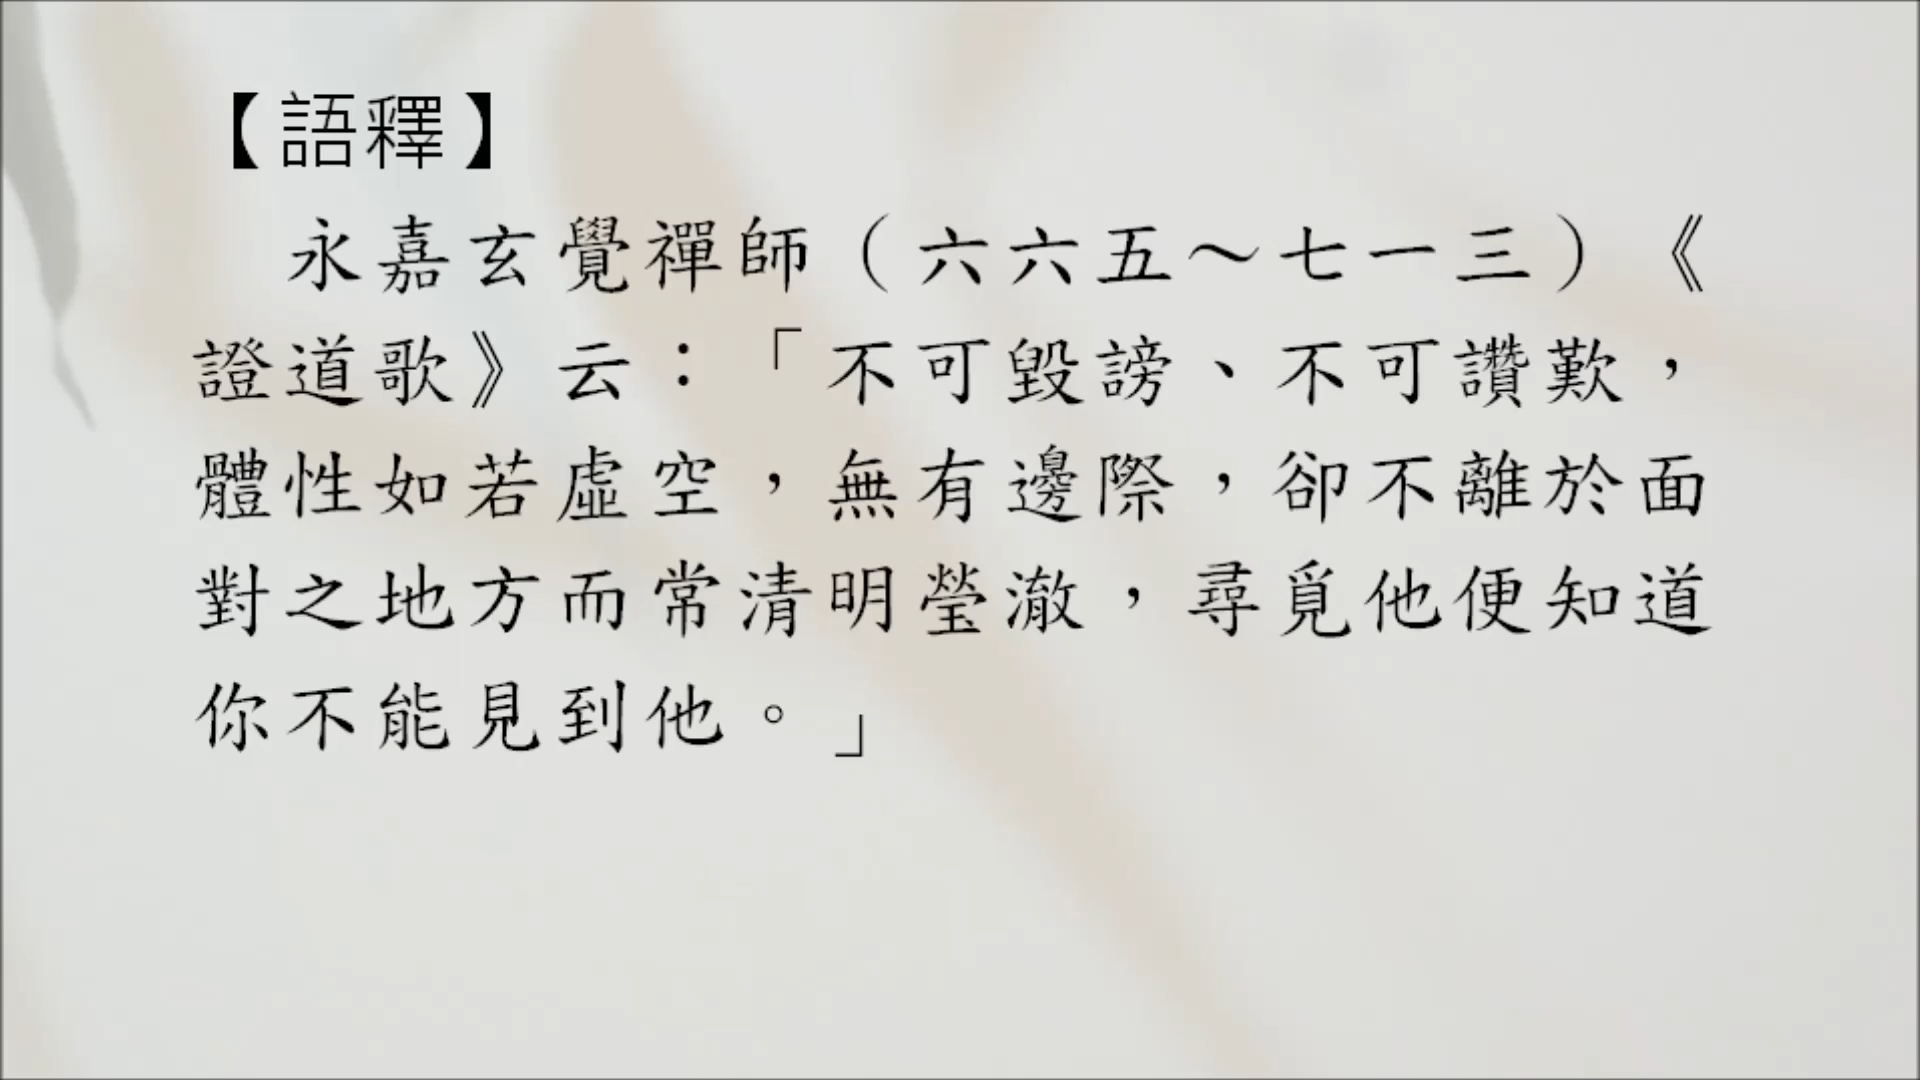 【語釋】
永嘉玄覺禪師（六六五～七一三）《
證道歌》云：「不可毀謗、不可讚歎，
體性如若虛空，無有邊際，卻不離於面
對之地方而常清明瑩澈，尋覓他便知道
你不能見到他。」